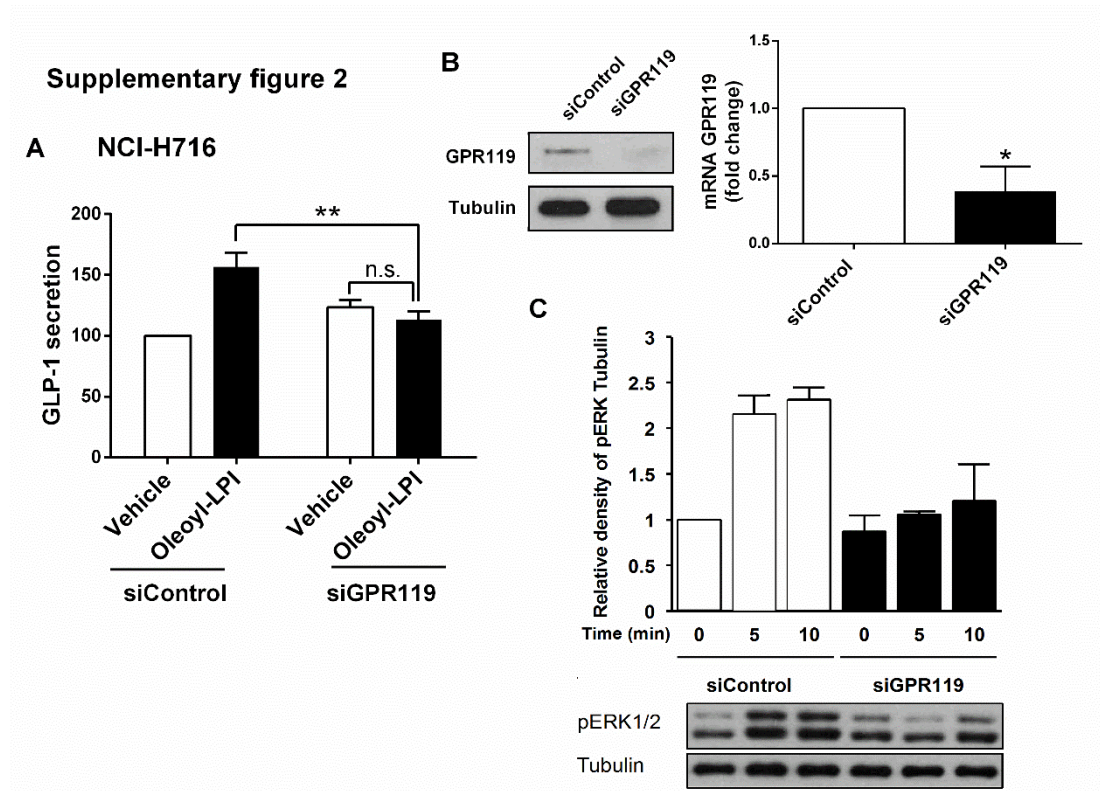 Supplementary figure 2
A NCI-H716
GLP-1 secretion
200
150
100
50
0
**
n.s.
Vehicle
Oleoyl-LPI
Vehicle
Oleoyl-LPI
siControl
siGPR119
B
siControl
siGPR119
GPR119
Tubulin
mRNA GPR119
(fold change)
1.5
1.0
0.5
0.0
*
siControl
siGPR119
C
Relative density of pERK Tubulin
3
2.5
2
1.5
1
0.5
0
Time (min) 0 5 10 0 5 10
siControl siGPR119
pERK1/2
Tubulin